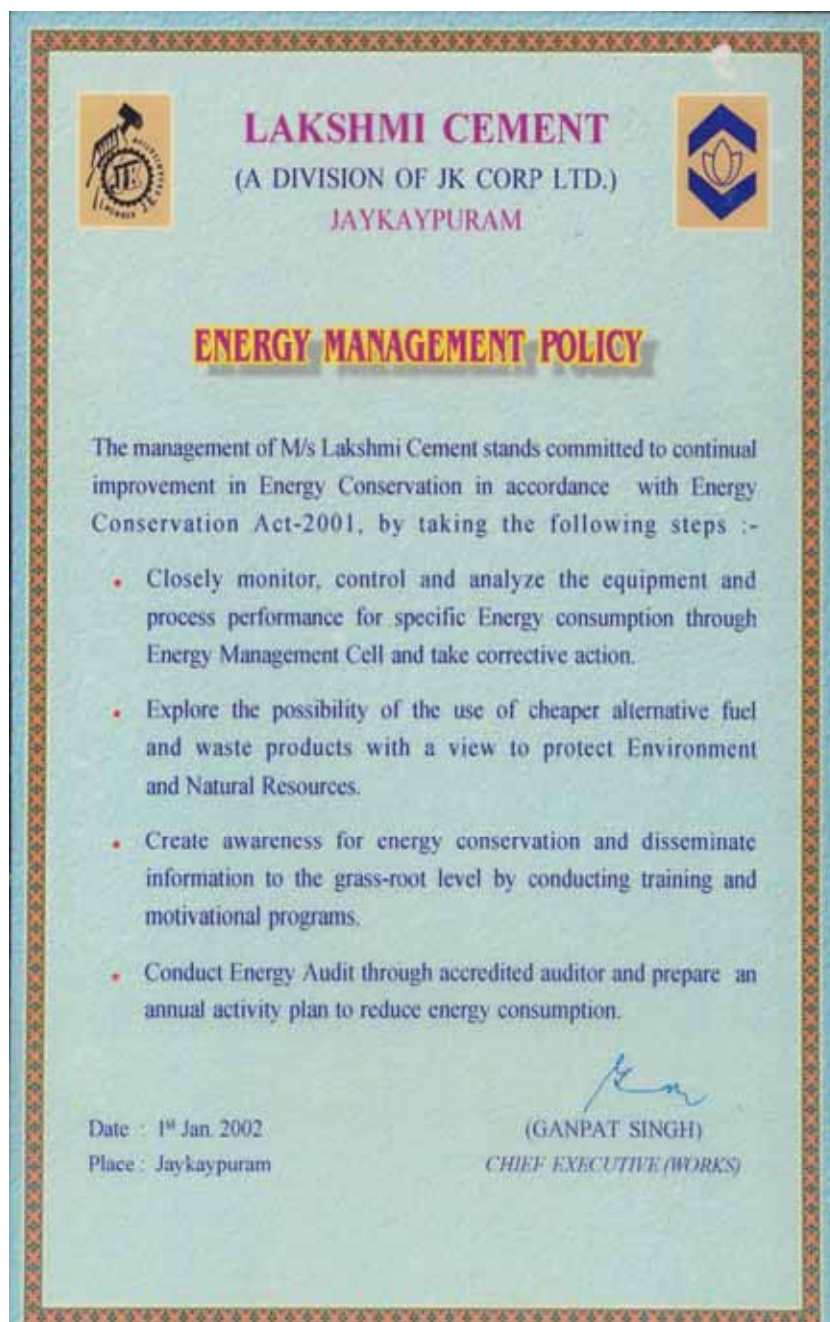 LAKSHMI CEMENT
(A DIVISION OF JK CORP LTD.)
JAYKAYPURAM
JK
ENERGY MANAGEMENT POLICY
The management of M/s Lakshmi Cement stands committed to continual
improvement in Energy Conservation in accordance with Energy
Conservation Act-2001, by taking the following steps :-
• Closely monitor, control and analyze the equipment and
process performance for specific Energy consumption through
Energy Management Cell and take corrective action.
• Explore the possibility of the use of cheaper alternative fuel
and waste products with a view to protect Environment
and Natural Resources.
• Create awareness for energy conservation and disseminate
information to the grass-root level by conducting training and
motivational programs.
• Conduct Energy Audit through accredited auditor and prepare an
annual activity plan to reduce energy consumption.
Date : 1st Jan. 2002
(GANPAT SINGH)
Place : Jaykaypuram
CHIEF EXECUTIVE (WORKS)